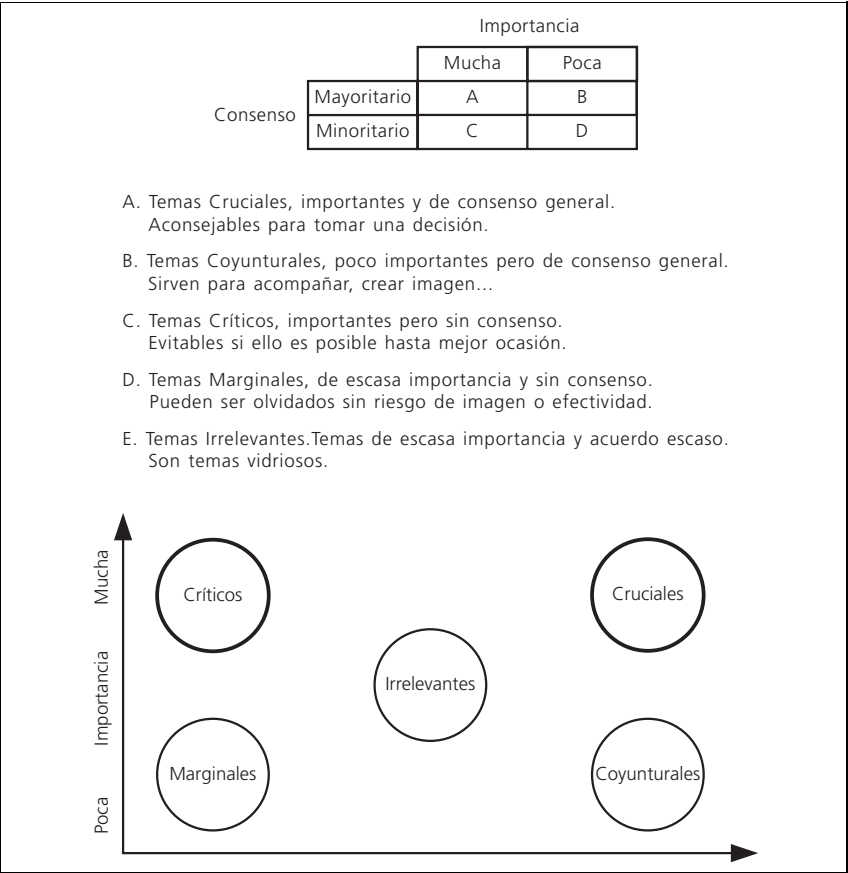 Importancia
Mucha Poca
Consenso
Mayoritario A B
Minoritario C D
A. Temas Cruciales, importantes y de consenso general.
Aconsejables para tomar una decisión.
B. Temas Coyunturales, poco importantes pero de consenso general.
Sirven para acompañar, crear imagen...
C. Temas Críticos, importantes pero sin consenso.
Evitables si ello es posible hasta mejor ocasión.
D. Temas Marginales, de escasa importancia y sin consenso.
Pueden ser olvidados sin riesgo de imagen o efectividad.
E. Temas Irrelevantes.Temas de escasa importancia y acuerdo escaso.
Son temas vidriosos.
Mucha
Importancia
Poca
Críticos
Cruciales
Irrelevantes
Marginales
Coyunturales